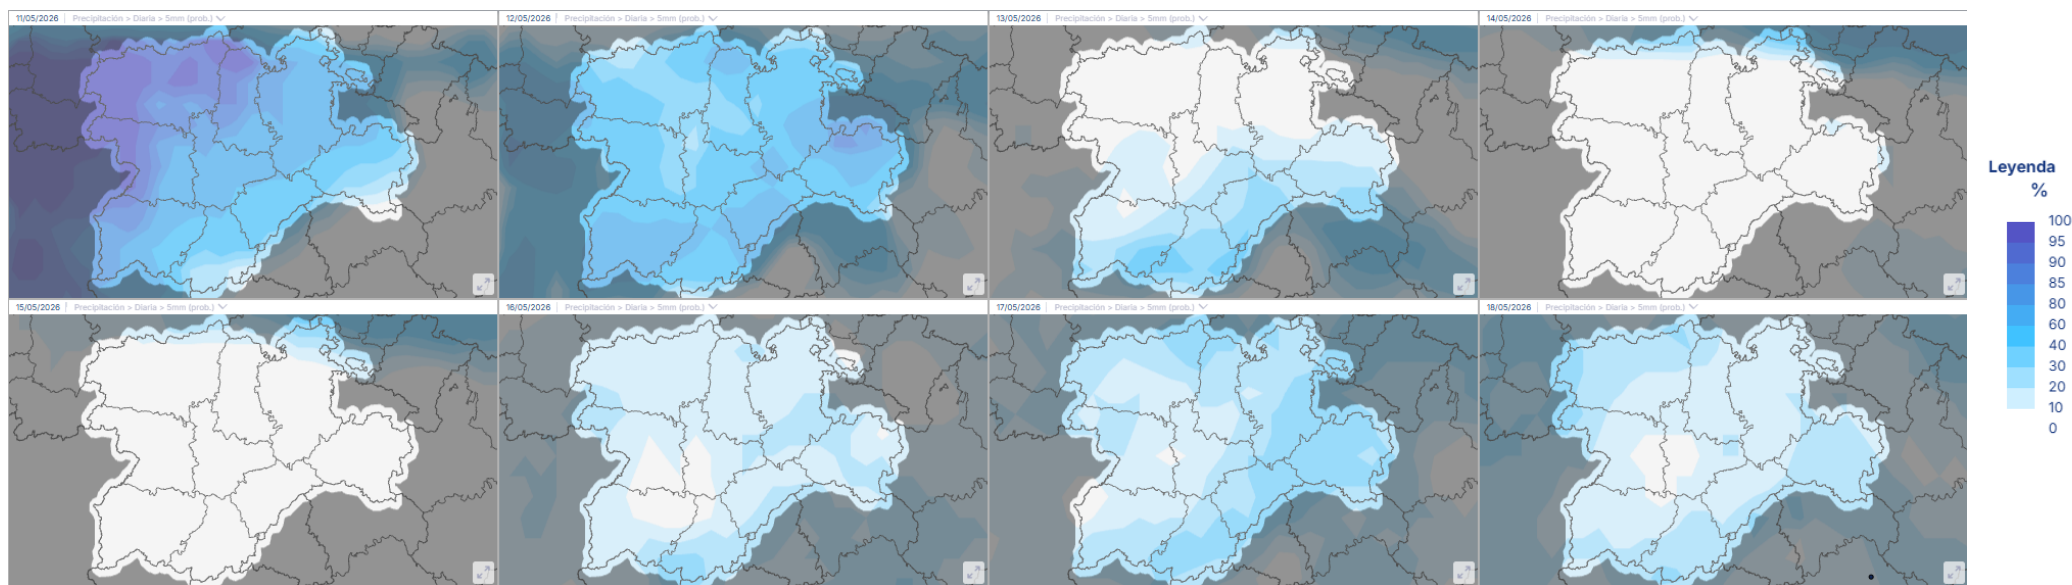 11/05/2026 Precipitación > Diaria > 5mm (prob.)
12/05/2026 Precipitación > Diaria > 5mm (prob.)
13/05/2026 Precipitación > Diaria > 5mm (prob.)
14/05/2026 Precipitación > Diaria > 5mm (prob.)
15/05/2026 Precipitación > Diaria > 5mm (prob.)
16/05/2026 Precipitación > Diaria > 5mm (prob.)
17/05/2026 Precipitación > Diaria > 5mm (prob.)
18/05/2026 Precipitación > Diaria > 5mm (prob.)
Leyenda
%
100
95
90
85
80
60
40
30
20
10
0